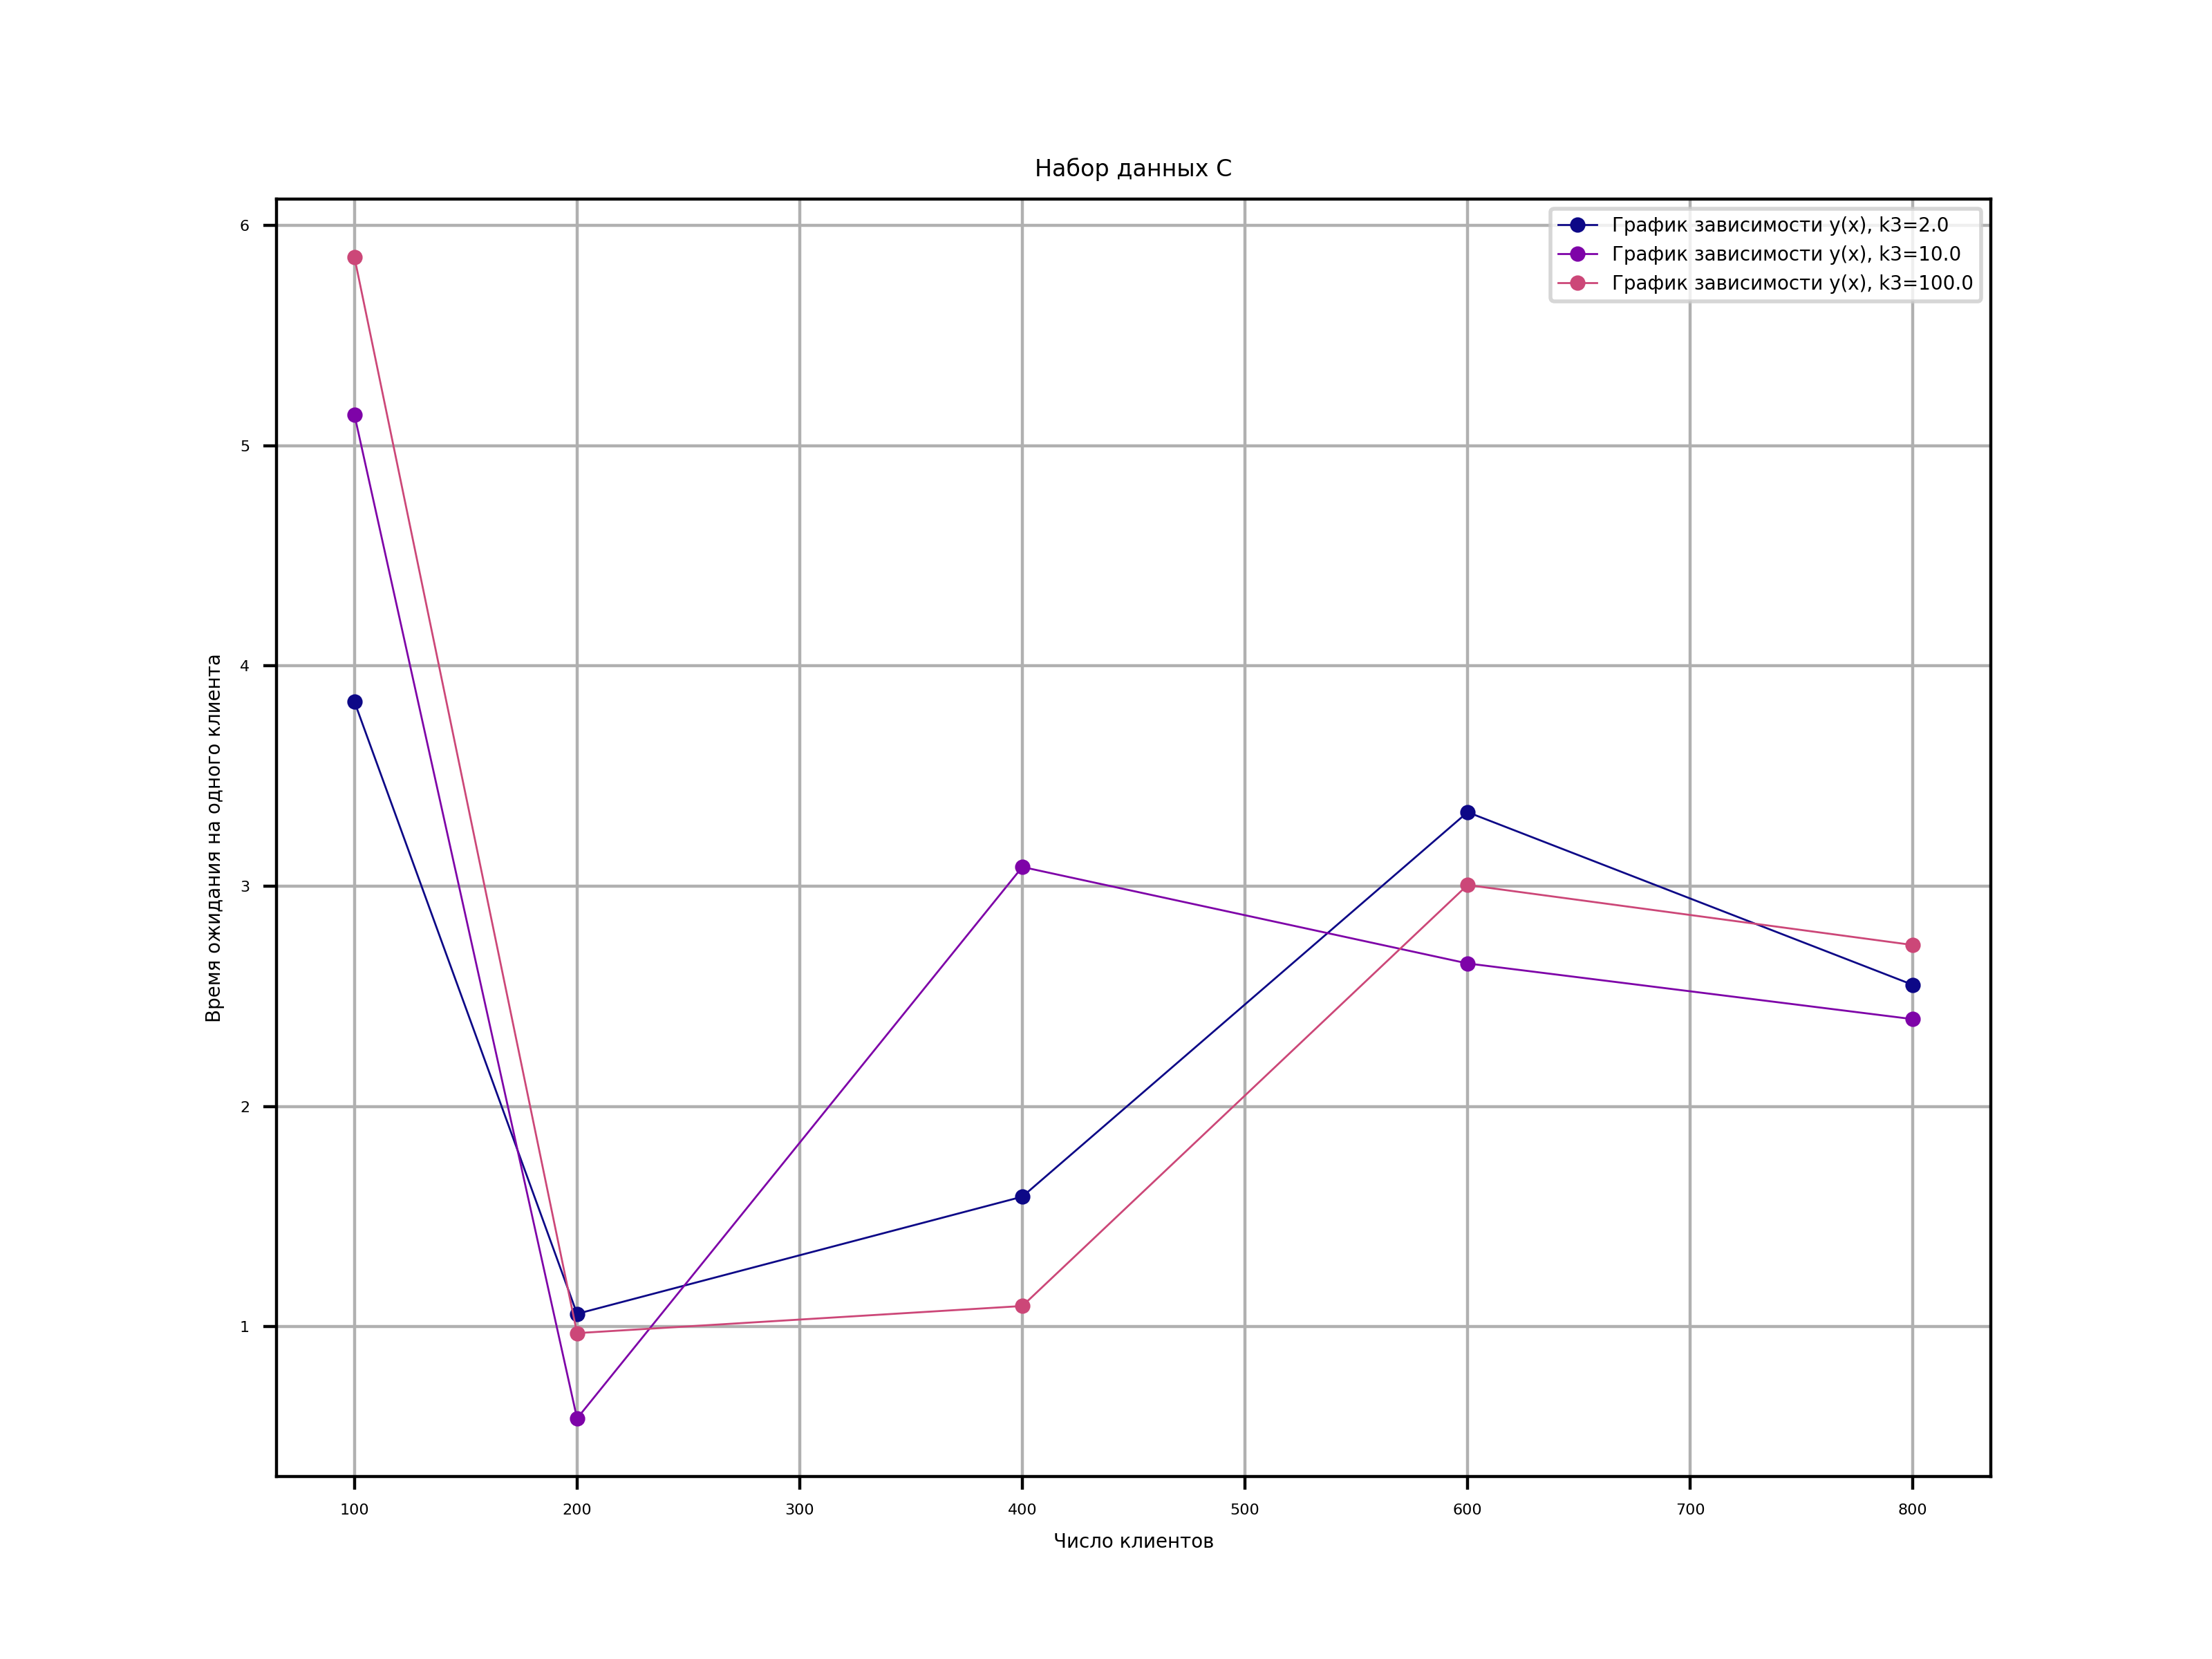 Набор данных C
6
5
4
3
2
1
Время ожидания на одного клиента
График зависимости y(x), k3=2.0
График зависимости y(x), k3=10.0
График зависимости y(x), k3=100.0
100 200 300 400 500 600 700 800
Число клиентов